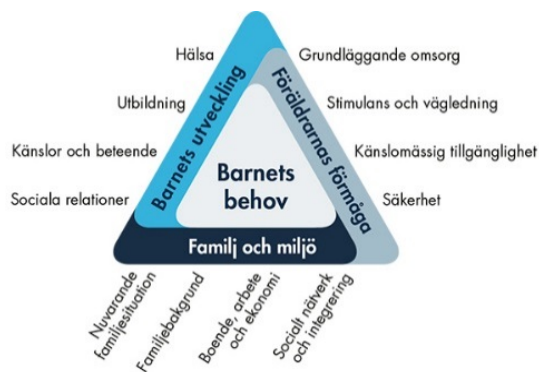 Hälsa
Utbildning
Känslor och beteende
Sociala relationer
Barnets utveckling
Barnets
behov
Föräldrarnas förmåga
Grundläggande omsorg
Stimulans och vägledning
Känslomässig tillgänglighet
Säkerhet
Familj och miljö
Nuvarande
familjesituation
Familjebakgrund
Boende, arbete
och ekonomi
Socialt nätverk
och integrering